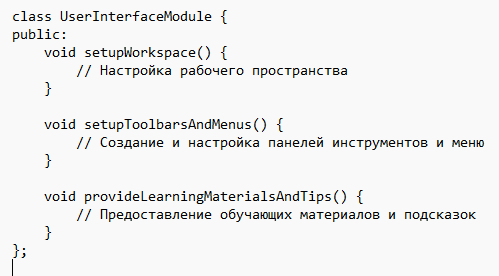 class UserInterfaceModule {
public:
    void setupWorkspace() {
        // Настройка рабочего пространства
    }

    void setupToolbarsAndMenus() {
        // Создание и настройка панелей инструментов и меню
    }

    void provideLearningMaterialsAndTips() {
        // Предоставление обучающих материалов и подсказок
    }
};